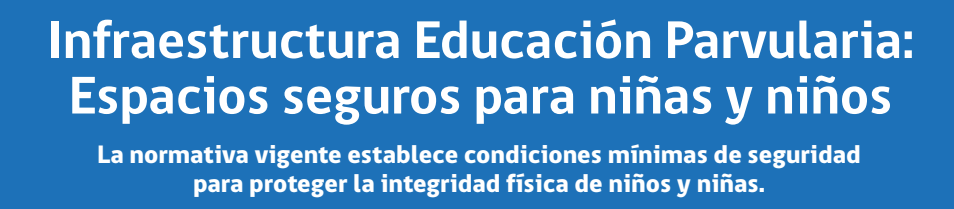 Infraestructura Educación Parvularia:
Espacios seguros para niñas y niños
La normativa vigente establece condiciones mínimas de seguridad
para proteger la integridad física de niños y niñas.